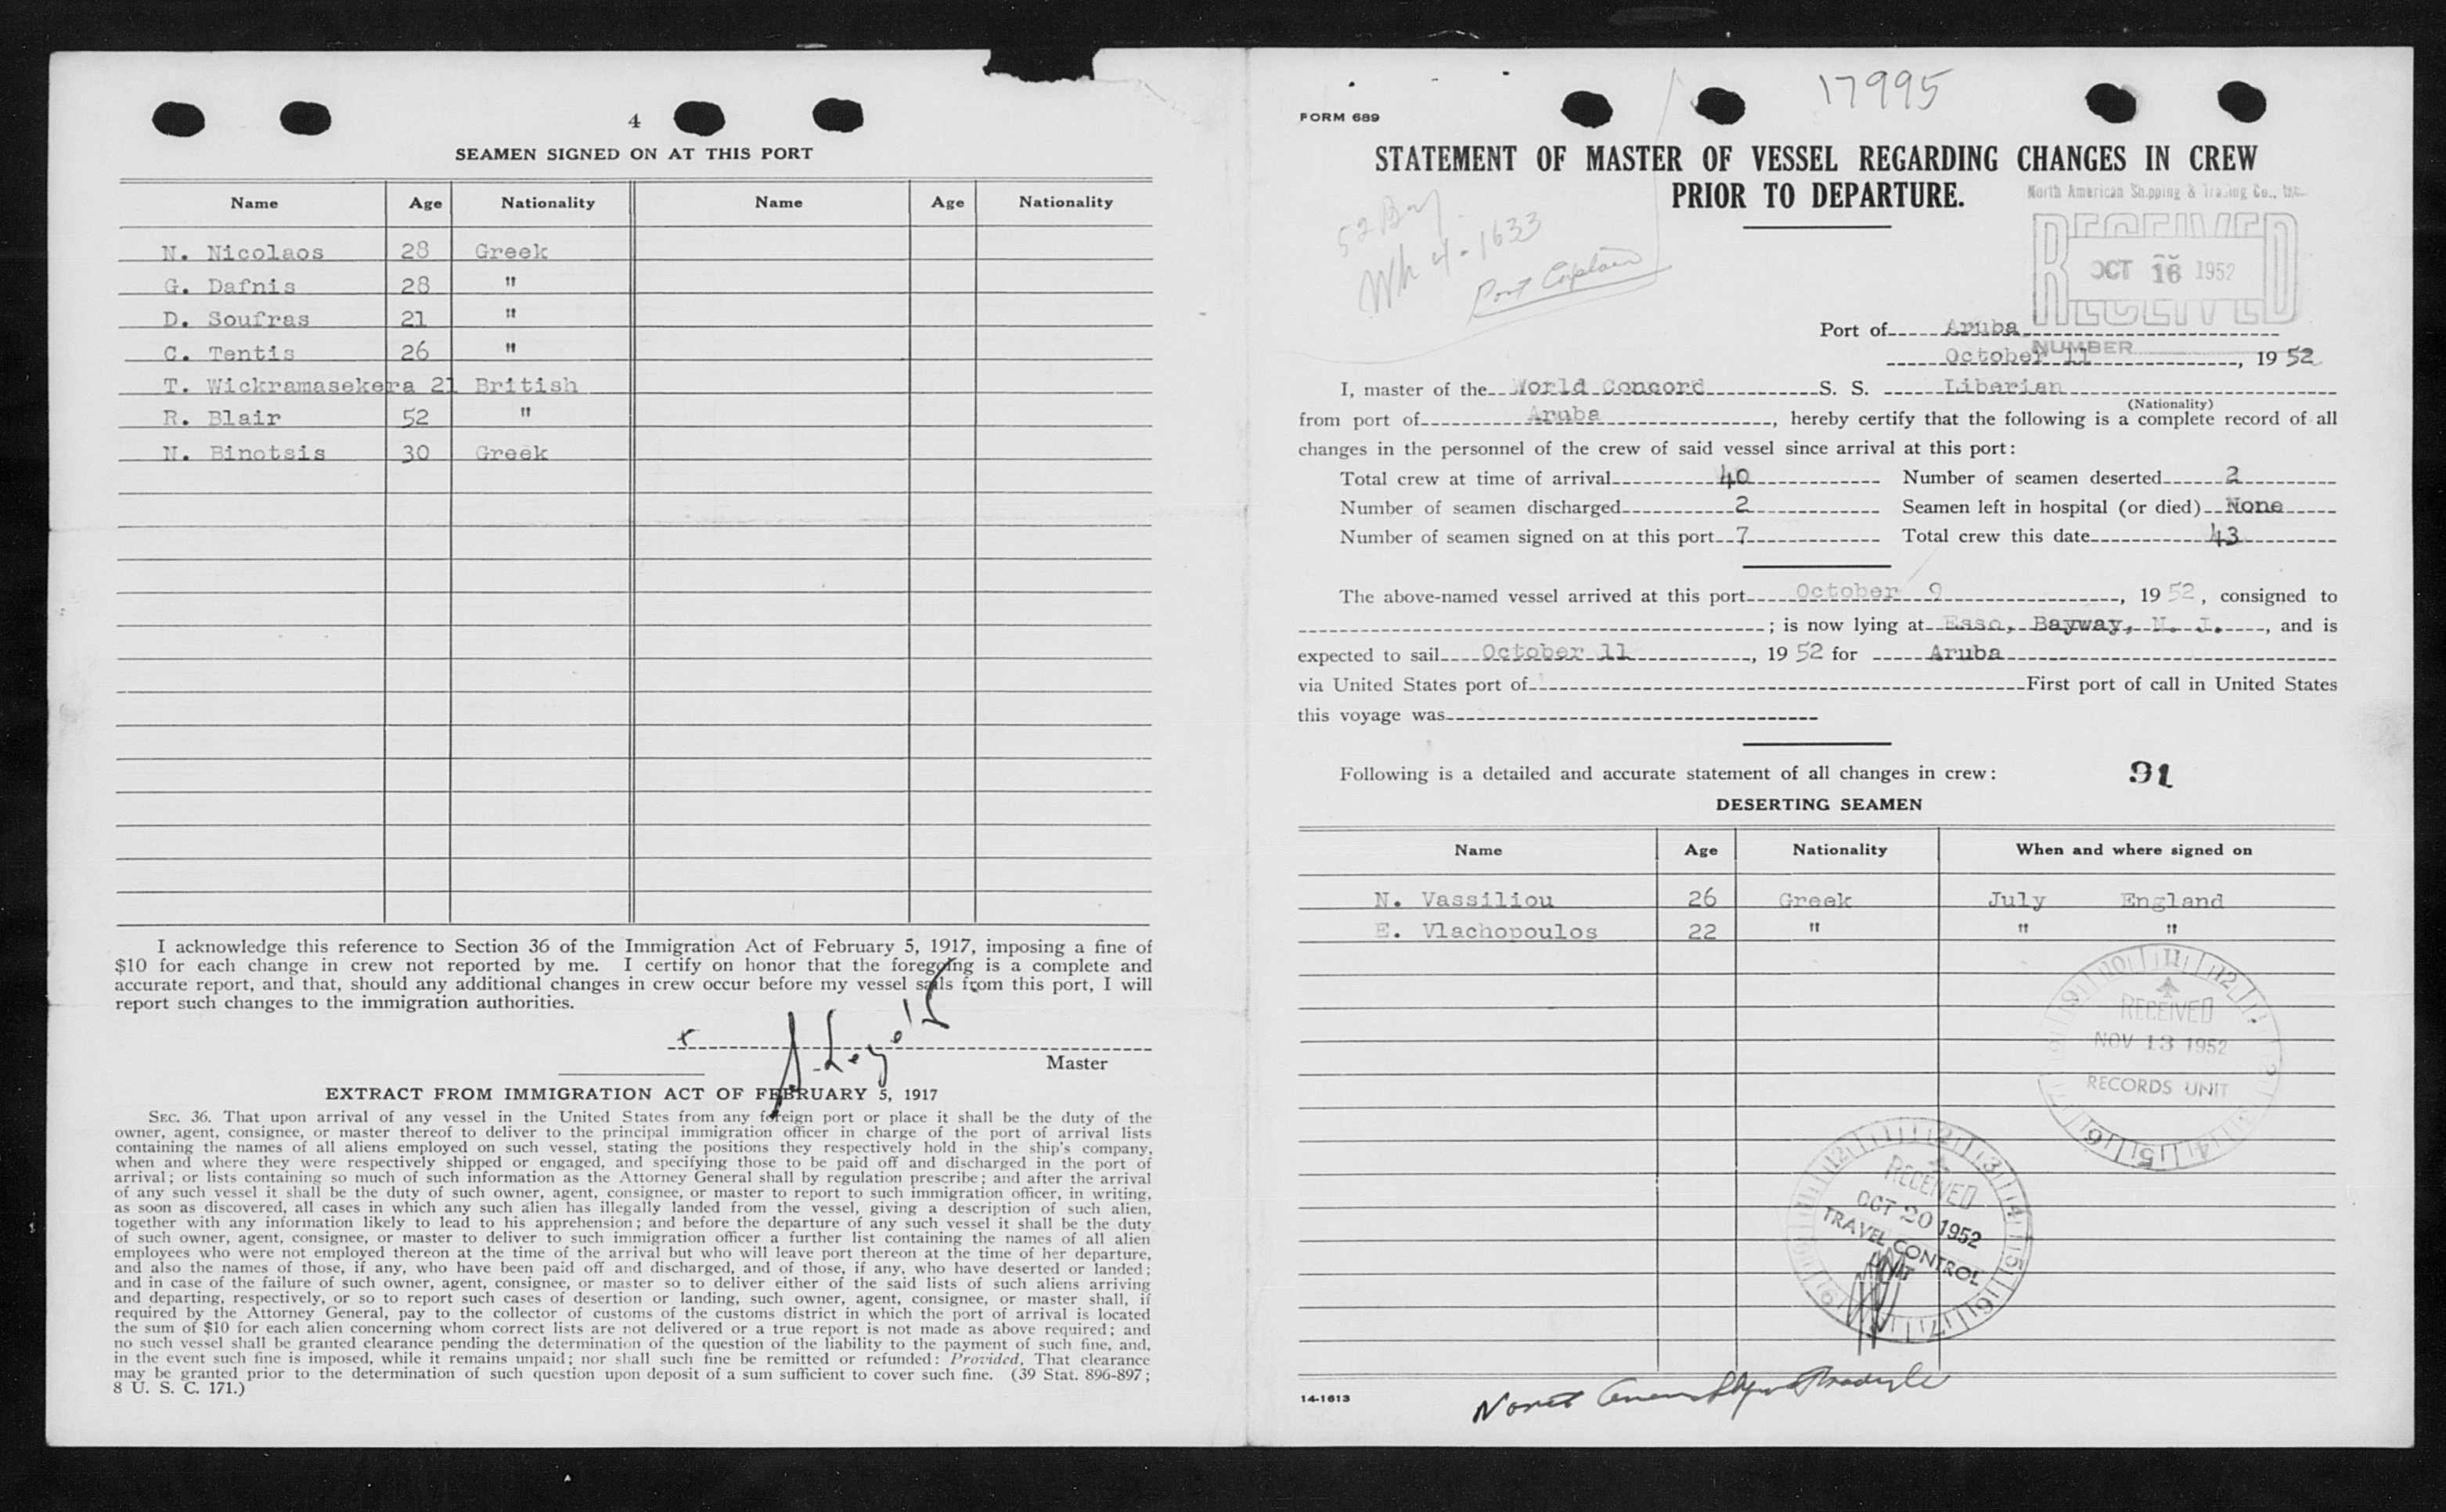 4
SEAMEN SIGNED ON AT THIS PORT
Name Age Nationality Name Age Nationality
N. Nicolaos 28 Greek
G. Dafnis 28 "
D. Soufras 21 "
C. Tentis 26 "
T. Wickramasekera 21 British
R. Blair 52 "
N. Binotsis 30 Greek
I acknowledge this reference to Section 36 of the Immigration Act of February 5, 1917, imposing a fine of
$10 for each change in crew not reported by me. I certify on honor that the foregoing is a complete and
accurate report, and that, should any additional changes in crew occur before my vessel sails from this port, I will
report such changes to the immigration authorities.
Master
EXTRACT FROM IMMIGRATION ACT OF FEBRUARY 5, 1917
SEC. 36. That upon arrival of any vessel in the United States from any foreign port or place it shall be the duty of the
owner, agent, consignee, or master thereof to deliver to the principal immigration officer in charge of the port of arrival lists
containing the names of all aliens employed on such vessel, stating the positions they respectively hold in the ship's company,
when and where they were respectively shipped or engaged, and specifying those to be paid off and discharged in the port of
arrival; or lists containing so much of such information as the Attorney General shall by regulation prescribe; and after the arrival
of any such vessel it shall be the duty of such owner, agent, consignee, or master to report to such immigration officer, in writing,
as soon as discovered, all cases in which any such alien has illegally landed from the vessel, giving a description of such alien,
together with any information likely to lead to his apprehension; and before the departure of any such vessel it shall be the duty
of such owner, agent, consignee, or master to deliver to such immigration officer a further list containing the names of all alien
employees who were not employed thereon at the time of the arrival but who will leave port thereon at the time of her departure,
and also the names of those, if any, who have been paid off and discharged, and of those, if any, who have deserted or landed;
and in case of the failure of such owner, agent, consignee, or master so to deliver either of the said lists of such aliens arriving
and departing, respectively, or so to report such cases of desertion or landing, such owner, agent, consignee, or master shall, if
required by the Attorney General, pay to the collector of customs of the customs district in which the port of arrival is located
the sum of $10 for each alien concerning whom correct lists are not delivered or a true report is not made as above required; and
no such vessel shall be granted clearance pending the determination of the question of the liability to the payment of such fine, and,
in the event such fine is imposed, while it remains unpaid; nor shall such fine be remitted or refunded: Provided, That clearance
may be granted prior to the determination of such question upon deposit of a sum sufficient to cover such fine. (39 Stat. 896-897;
8 U. S. C. 171.)
17995
FORM 689
STATEMENT OF MASTER OF VESSEL REGARDING CHANGES IN CREW
PRIOR TO DEPARTURE.
North American Shipping & Trading Co., Inc.
RECEIVED
OCT 16 1952
RECEIVED
NUMBER
52 Bay
Wh 4-1633
Port Captain
Port of Aruba
October 11, 19 52
I, master of the World Concord S. S. Liberian
(Nationality)
from port of Aruba, hereby certify that the following is a complete record of all
changes in the personnel of the crew of said vessel since arrival at this port:
Total crew at time of arrival 40 Number of seamen deserted 2
Number of seamen discharged 2 Seamen left in hospital (or died) None
Number of seamen signed on at this port 7 Total crew this date 43
The above-named vessel arrived at this port October 9, 19 52, consigned to
; is now lying at Esso, Bayway, N. J., and is
expected to sail October 11, 19 52 for Aruba
via United States port of First port of call in United States
this voyage was
Following is a detailed and accurate statement of all changes in crew: 91
DESERTING SEAMEN
Name Age Nationality When and where signed on
N. Vassiliou 26 Greek July England
E. Vlachopoulos 22 " " "
RECEIVED
NOV 13 1952
RECORDS UNIT
RECEIVED
OCT 20 1952
TRAVEL CONTROL
UNIT
14-1613